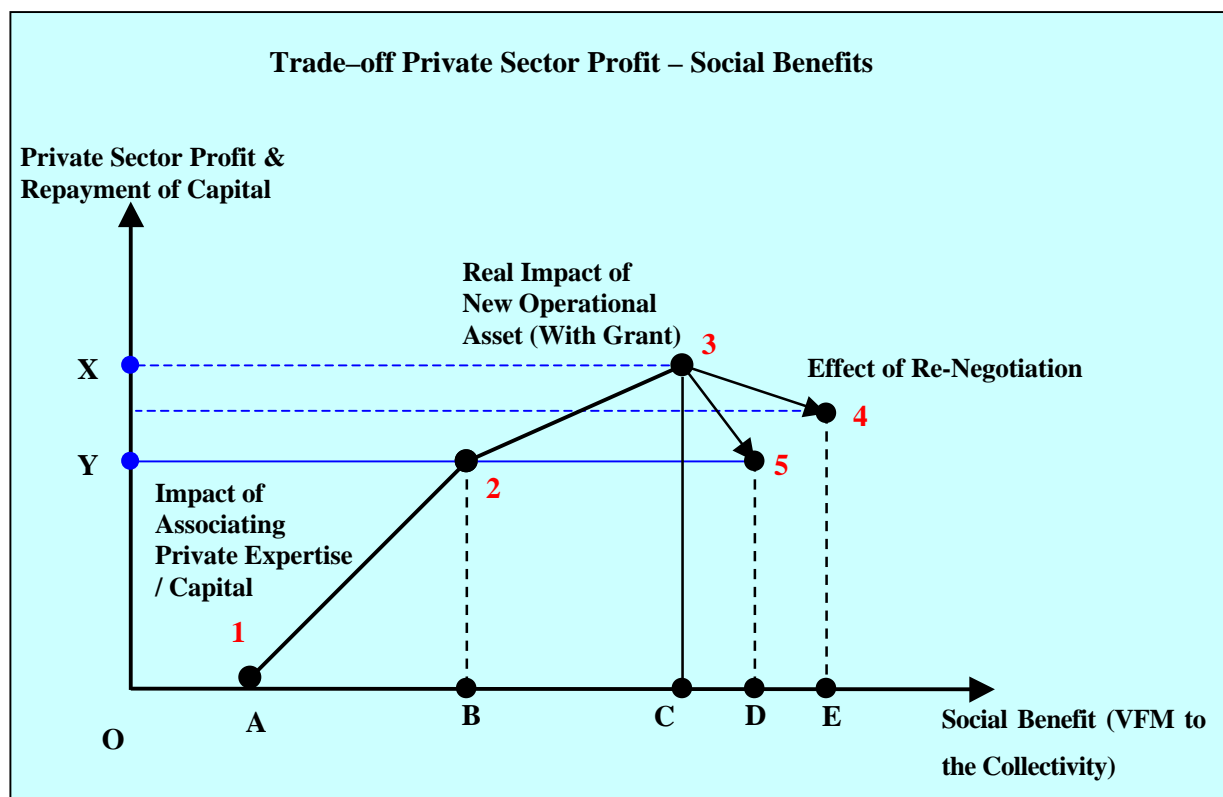 Trade–off Private Sector Profit – Social Benefits
Private Sector Profit &
Repayment of Capital
Real Impact of
New Operational
Asset (With Grant)
3
Effect of Re-Negotiation
X
4
Y
5
2
Impact of
Associating
Private Expertise
/ Capital
1
A
B
C
D
E
O
Social Benefit (VFM to
the Collectivity)